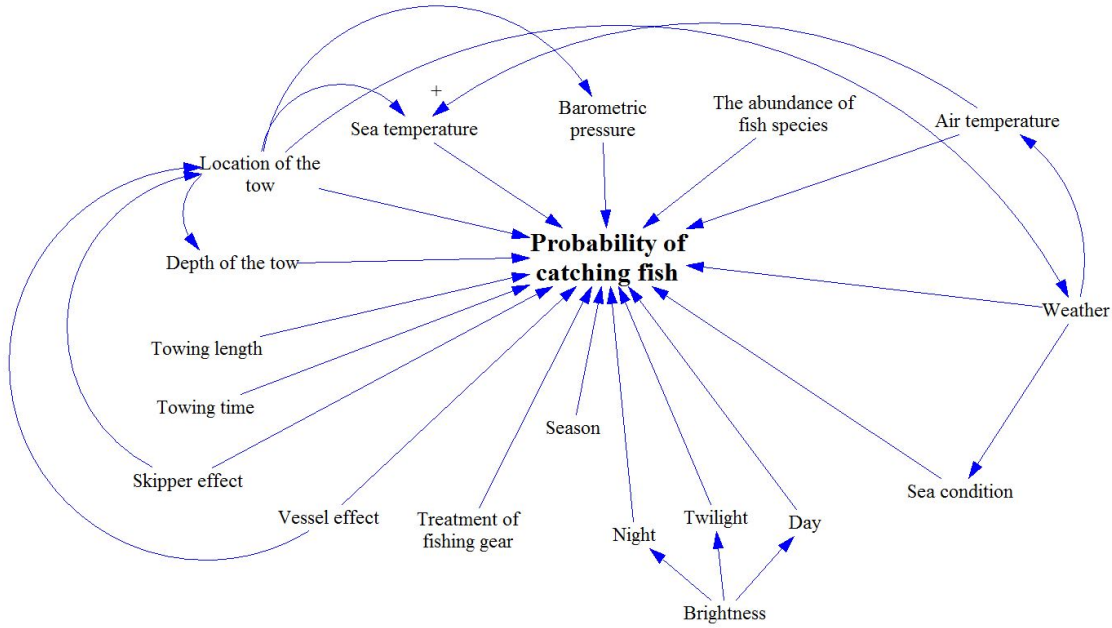 +
Barometric
pressure
The abundance of
fish species
Air temperature
Sea temperature
Location of the
tow
Probability of
catching fish
Depth of the tow
Weather
Towing length
Towing time
Season
Skipper effect
Sea condition
Vessel effect
Treatment of
fishing gear
Night
Twilight
Day
Brightness